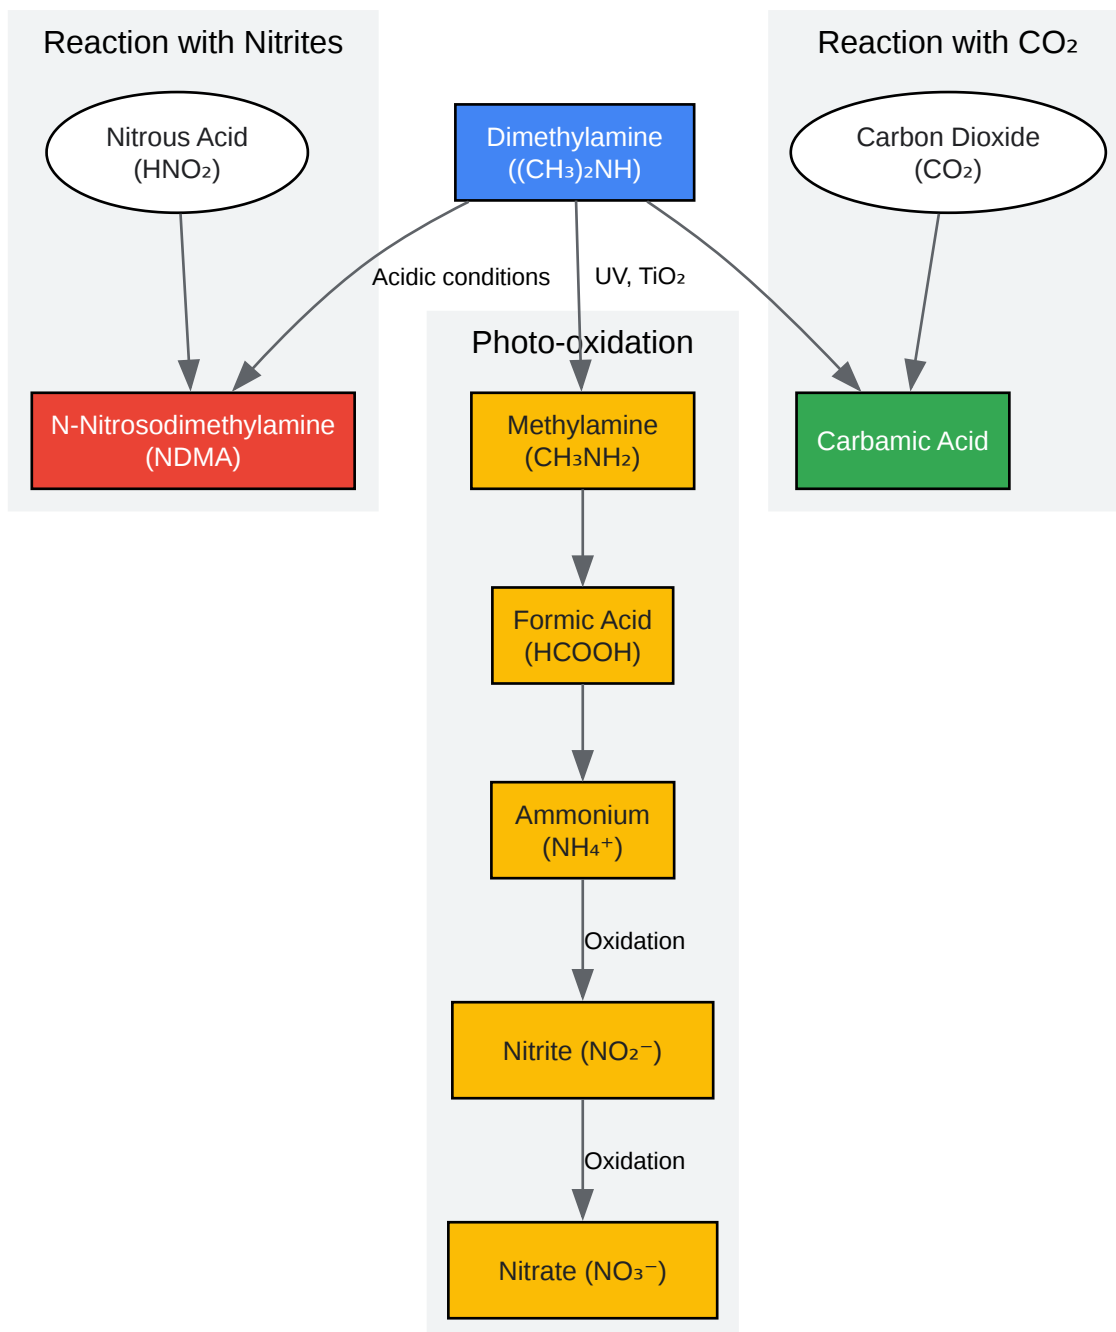 Reaction with Nitrites
Reaction with CO₂
Nitrous Acid
(HNO₂)
Dimethylamine
((CH₃)₂NH)
Carbon Dioxide
(CO₂)
Acidic conditions
UV, TiO₂
Photo-oxidation
N-Nitrosodimethylamine
(NDMA)
Methylamine
(CH₃NH₂)
Carbamic Acid
Formic Acid
(HCOOH)
Ammonium
(NH₄⁺)
Oxidation
Nitrite (NO₂⁻)
Oxidation
Nitrate (NO₃⁻)